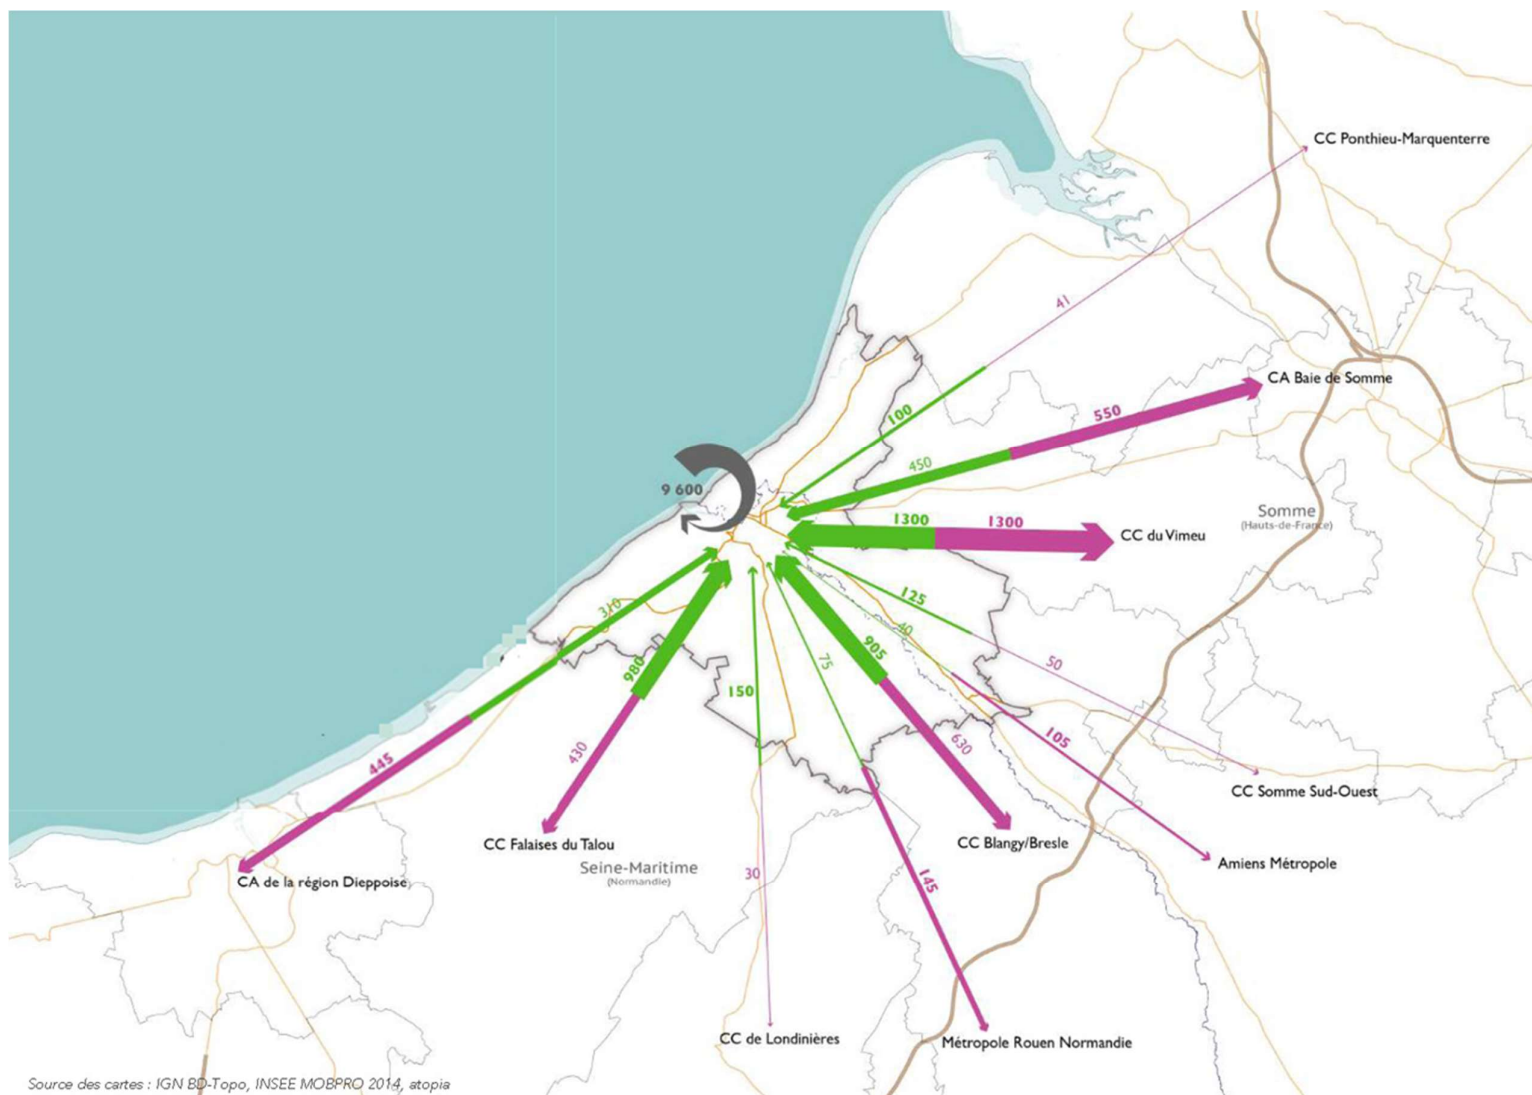 CC Ponthieu-Marquenterre
41
CA Baie de Somme
550
100
450
9 600
Somme
(Hauts-de-France)
1300
1300
CC du Vimeu
125
310
40
905
75
50
980
150
105
630
430
445
CC Somme Sud-Ouest
CC Falaises du Talou
CC Blangy/Bresle
Amiens Métropole
Seine-Maritime
(Normandie)
30
145
CA de la région Dieppoise
CC de Londinières
Métropole Rouen Normandie
Source des cartes : IGN BD-Topo, INSEE MOBPRO 2014, atopia